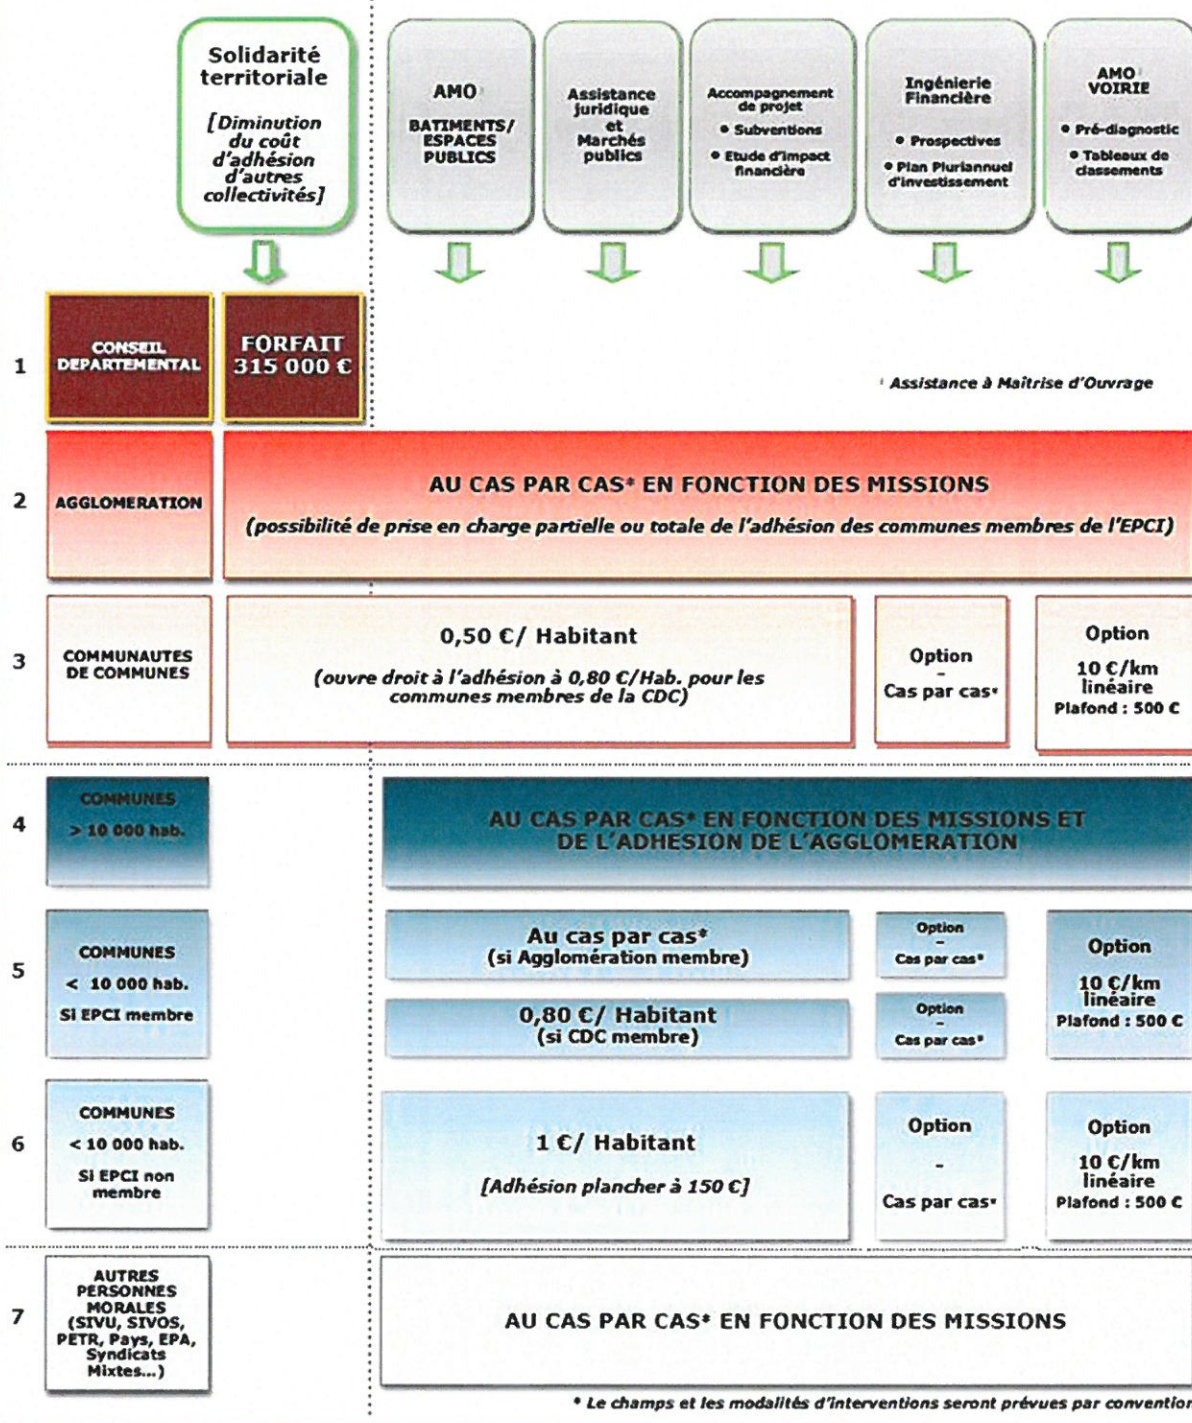 Solidarité
territoriale
[Diminution
du coût
d'adhésion
d'autres
collectivités]
AMO¹
BATIMENTS/
ESPACES
PUBLICS
Assistance
juridique
et
Marchés
publics
Accompagnement
de projet
• Subventions
• Etude d'impact
financière
Ingénierie
Financière
• Prospectives
• Plan Pluriannuel
d'investissement
AMO¹
VOIRIE
• Pré-diagnostic
• Tableaux de
classements
1
CONSEIL
DEPARTEMENTAL
FORFAIT
315 000 €
¹ Assistance à Maîtrise d'Ouvrage
2
AGGLOMERATION
AU CAS PAR CAS* EN FONCTION DES MISSIONS
(possibilité de prise en charge partielle ou totale de l'adhésion des communes membres de l'EPCI)
3
COMMUNAUTES
DE COMMUNES
0,50 €/ Habitant
(ouvre droit à l'adhésion à 0,80 €/Hab. pour les
communes membres de la CDC)
Option
–
Cas par cas*
Option
10 €/km
linéaire
Plafond : 500 €
4
COMMUNES
> 10 000 hab.
AU CAS PAR CAS* EN FONCTION DES MISSIONS ET
DE L'ADHESION DE L'AGGLOMERATION
5
COMMUNES
< 10 000 hab.
Si EPCI membre
Au cas par cas*
(si Agglomération membre)
Option
–
Cas par cas*
0,80 €/ Habitant
(si CDC membre)
Option
–
Cas par cas*
Option
10 €/km
linéaire
Plafond : 500 €
6
COMMUNES
< 10 000 hab.
Si EPCI non
membre
1 €/ Habitant
[Adhésion plancher à 150 €]
Option
-
Cas par cas*
Option
10 €/km
linéaire
Plafond : 500 €
7
AUTRES
PERSONNES
MORALES
(SIVU, SIVOS,
PETR, Pays, EPA,
Syndicats
Mixtes...)
AU CAS PAR CAS* EN FONCTION DES MISSIONS
* Le champs et les modalités d'interventions seront prévues par convention